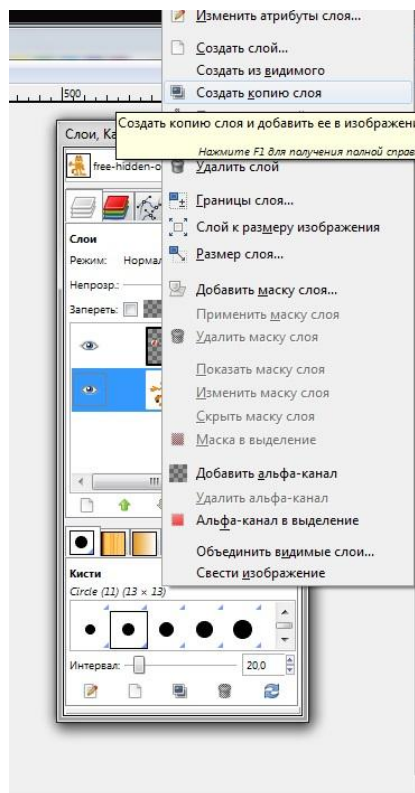 Изменить атрибуты слоя...
Создать слой...
Создать из видимого
500
Создать копию слоя
Создать копию слоя и добавить ее в изображен
Нажмите F1 для получения полной справ
Слои, Ка
free-hidden-o
Удалить слой
Границы слоя...
Слой к размеру изображения
Слои
Режим: Нормал
Размер слоя...
Непрозр.:
Добавить маску слоя...
Запереть:
Применить маску слоя
Удалить маску слоя
Показать маску слоя
Изменить маску слоя
Скрыть маску слоя
Маска в выделение
Добавить альфа-канал
Удалить альфа-канал
Альфа-канал в выделение
Объединить видимые слои...
Свести изображение
Кисти
Circle (11) (13 × 13)
Интервал: 20,0